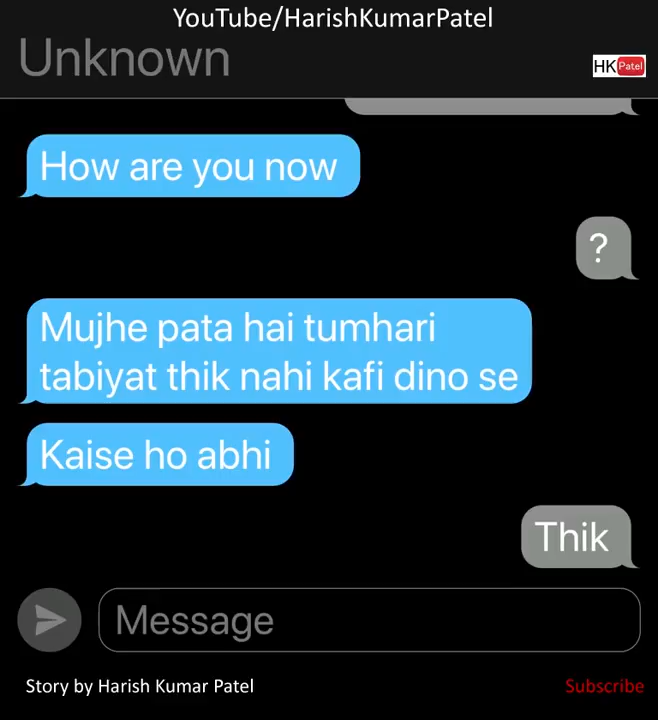 YouTube/HarishKumarPatel
Unknown
HK Patel
How are you now
?
Mujhe pata hai tumhari
tabiyat thik nahi kafi dino se
Kaise ho abhi
Thik
Message
Story by Harish Kumar Patel
Subscribe